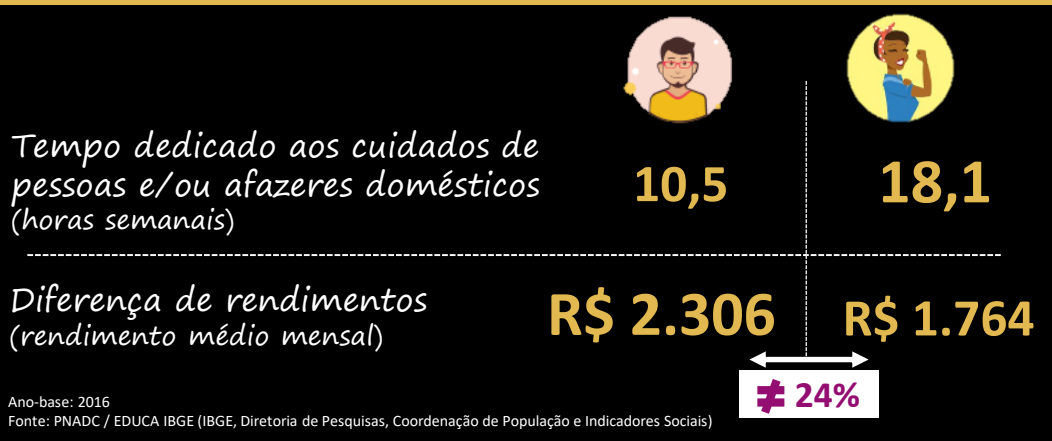 Tempo dedicado aos cuidados de
pessoas e/ou afazeres domésticos
(horas semanais)
10,5
18,1
Diferença de rendimentos
(rendimento médio mensal)
R$ 2.306
R$ 1.764
≠ 24%
Ano-base: 2016
Fonte: PNADC / EDUCA IBGE (IBGE, Diretoria de Pesquisas, Coordenação de População e Indicadores Sociais)